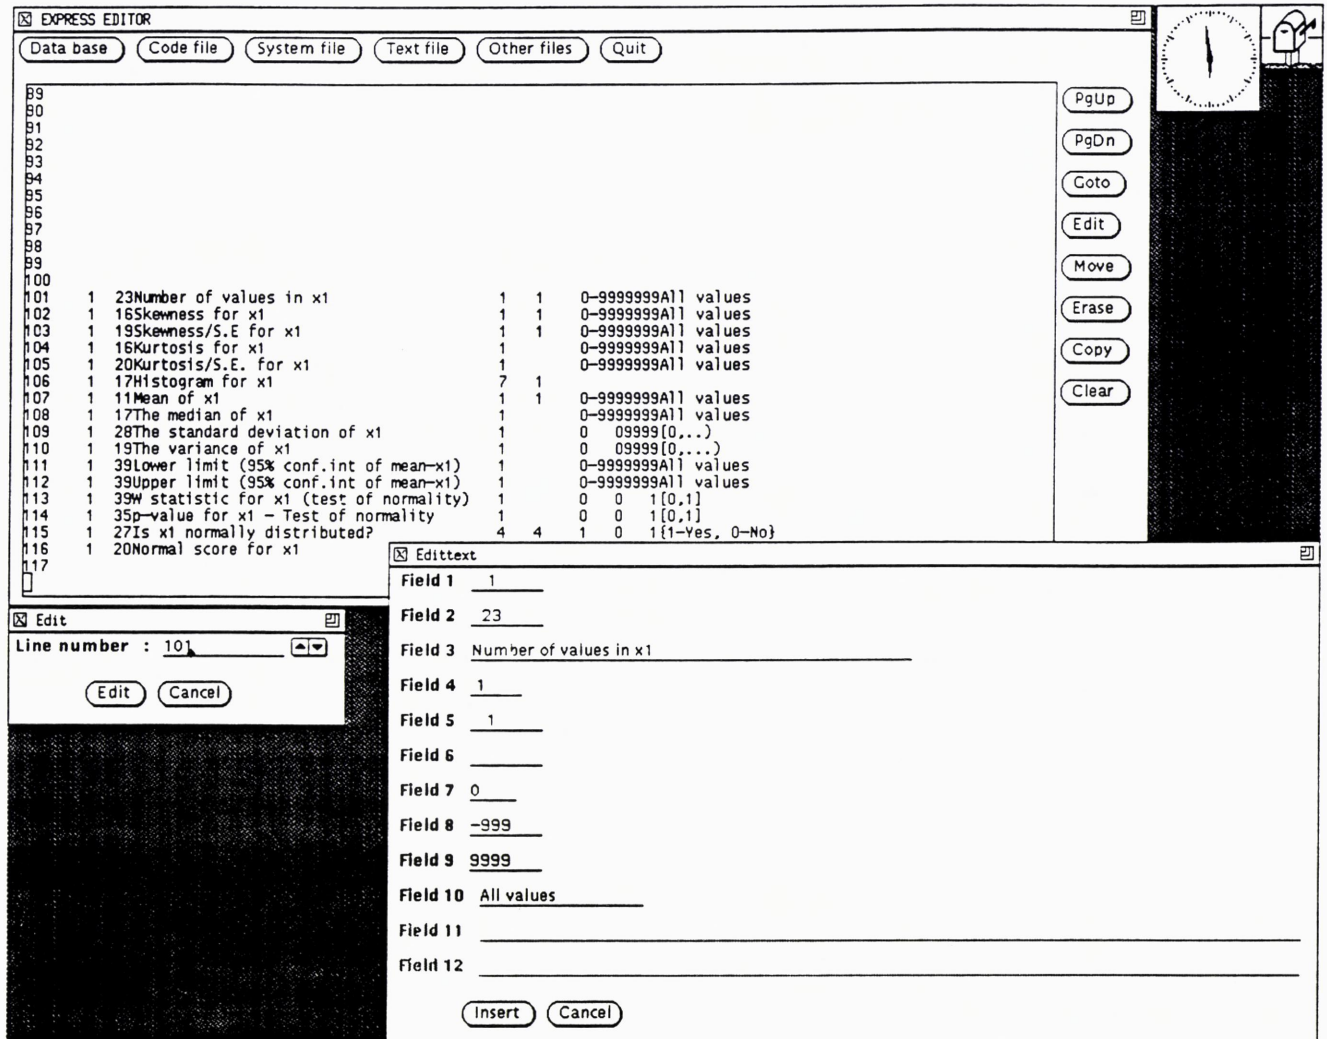 EXPRESS EDITOR
Data base Code file System file Text file Other files Quit
89
90
91
92
93
94
95
96
97
98
99
100
101 1 23Number of values in x1 1 1 0-9999999All values
102 1 16Skewness for x1 1 1 0-9999999All values
103 1 19Skewness/S.E for x1 1 1 0-9999999All values
104 1 16Kurtosis for x1 1 0-9999999All values
105 1 20Kurtosis/S.E. for x1 1 0-9999999All values
106 1 17Histogram for x1 7 1
107 1 11Mean of x1 1 1 0-9999999All values
108 1 17The median of x1 1 0-9999999All values
109 1 28The standard deviation of x1 1 0 09999[0,...)
110 1 19The variance of x1 1 0 09999[0,...)
111 1 39Lower limit (95% conf.int of mean-x1) 1 0-9999999All values
112 1 39Upper limit (95% conf.int of mean-x1) 1 0-9999999All values
113 1 39W statistic for x1 (test of normality) 1 0 0 1[0,1]
114 1 35p-value for x1 - Test of normality 1 0 0 1[0,1]
115 1 27Is x1 normally distributed? 4 4 1 0 1{1-Yes, 0-No}
116 1 20Normal score for x1
117
PgUp
PgDn
Goto
Edit
Move
Erase
Copy
Clear
Edit
Line number : 101
Edit Cancel
Edittext
Field 1 1
Field 2 23
Field 3 Number of values in x1
Field 4 1
Field 5 1
Field 6
Field 7 0
Field 8 -999
Field 9 9999
Field 10 All values
Field 11
Field 12
Insert Cancel